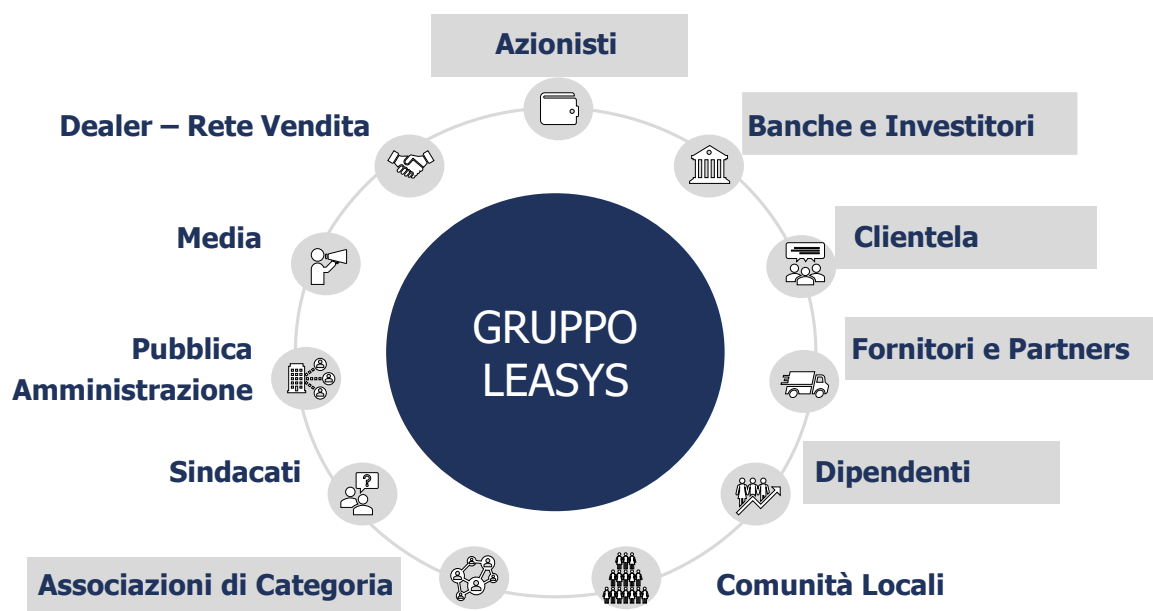 Azionisti
Dealer – Rete Vendita
Banche e Investitori
Media
Clientela
GRUPPO
LEASYS
Pubblica
Amministrazione
Fornitori e Partners
Sindacati
?
Dipendenti
Associazioni di Categoria
Comunità Locali